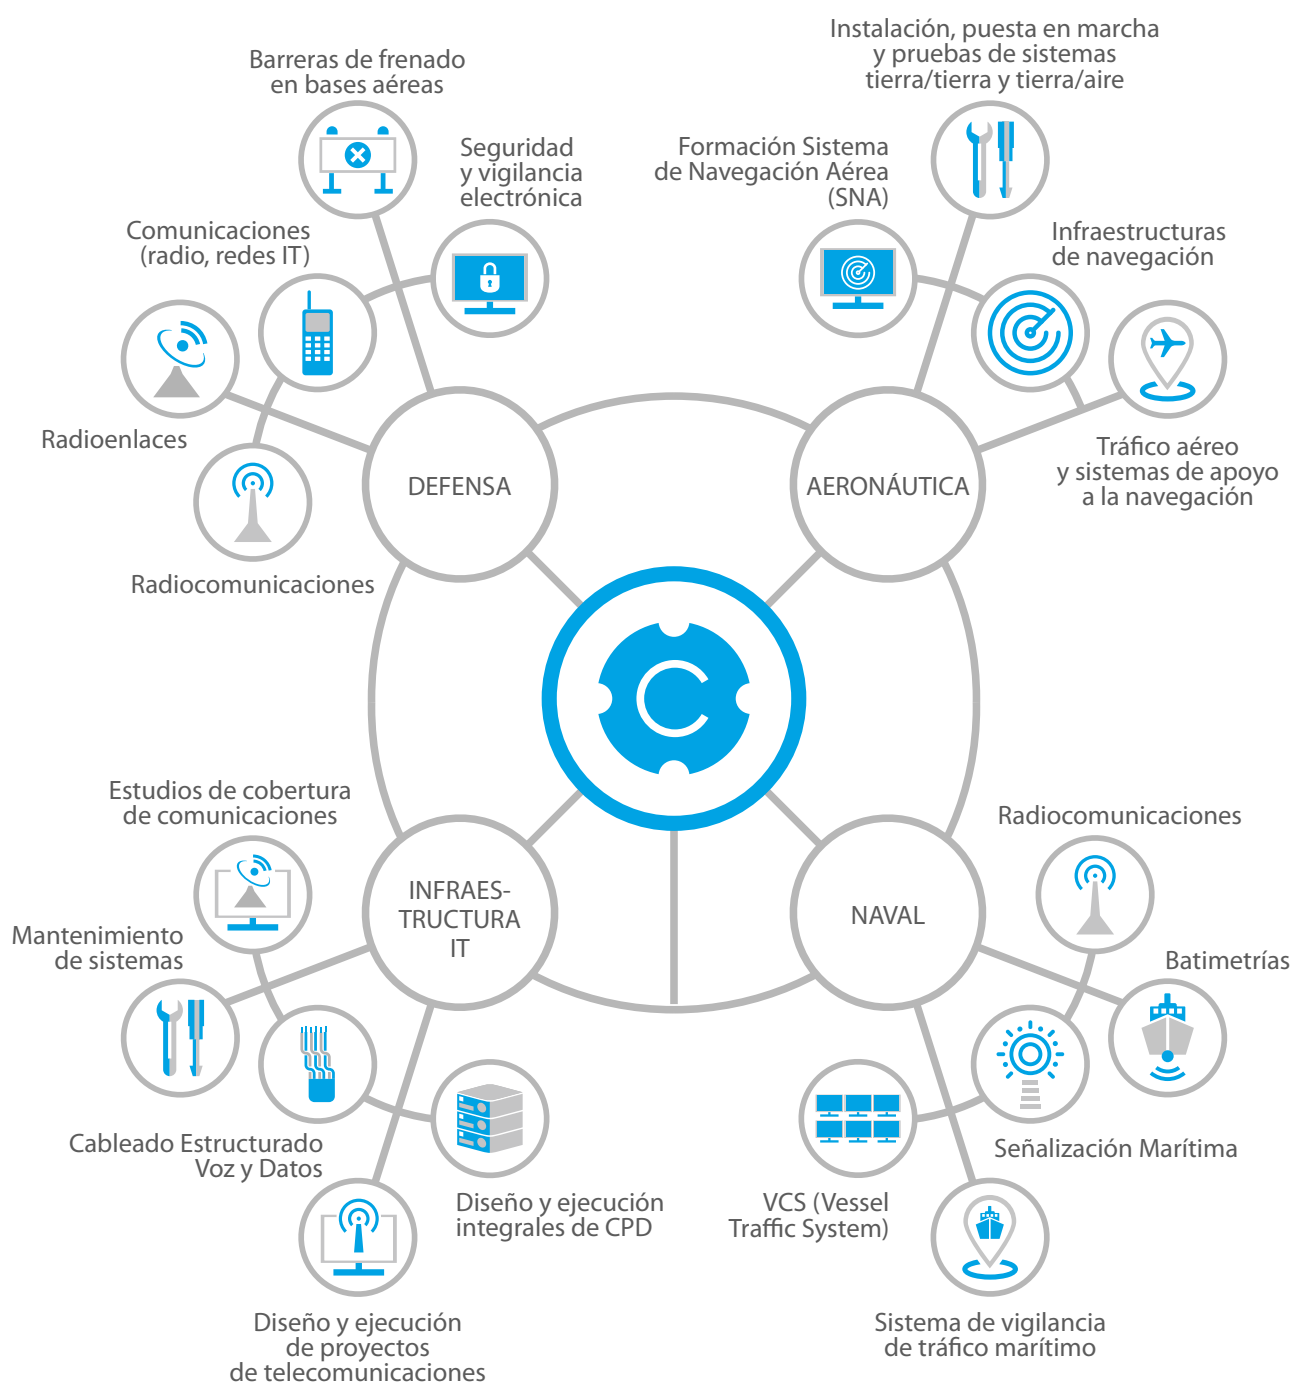 Barreras de frenado
en bases aéreas
Seguridad
y vigilancia
electrónica
Comunicaciones
(radio, redes IT)
Radioenlaces
Radiocomunicaciones
DEFENSA
Instalación, puesta en marcha
y pruebas de sistemas
tierra/tierra y tierra/aire
Formación Sistema
de Navegación Aérea
(SNA)
Infraestructuras
de navegación
Tráfico aéreo
y sistemas de apoyo
a la navegación
AERONÁUTICA
C
Estudios de cobertura
de comunicaciones
Mantenimiento
de sistemas
INFRAES-
TRUCTURA
IT
Cableado Estructurado
Voz y Datos
Diseño y ejecución
integrales de CPD
Diseño y ejecución
de proyectos
de telecomunicaciones
Radiocomunicaciones
NAVAL
Batimetrías
Señalización Marítima
VCS (Vessel
Traffic System)
Sistema de vigilancia
de tráfico marítimo